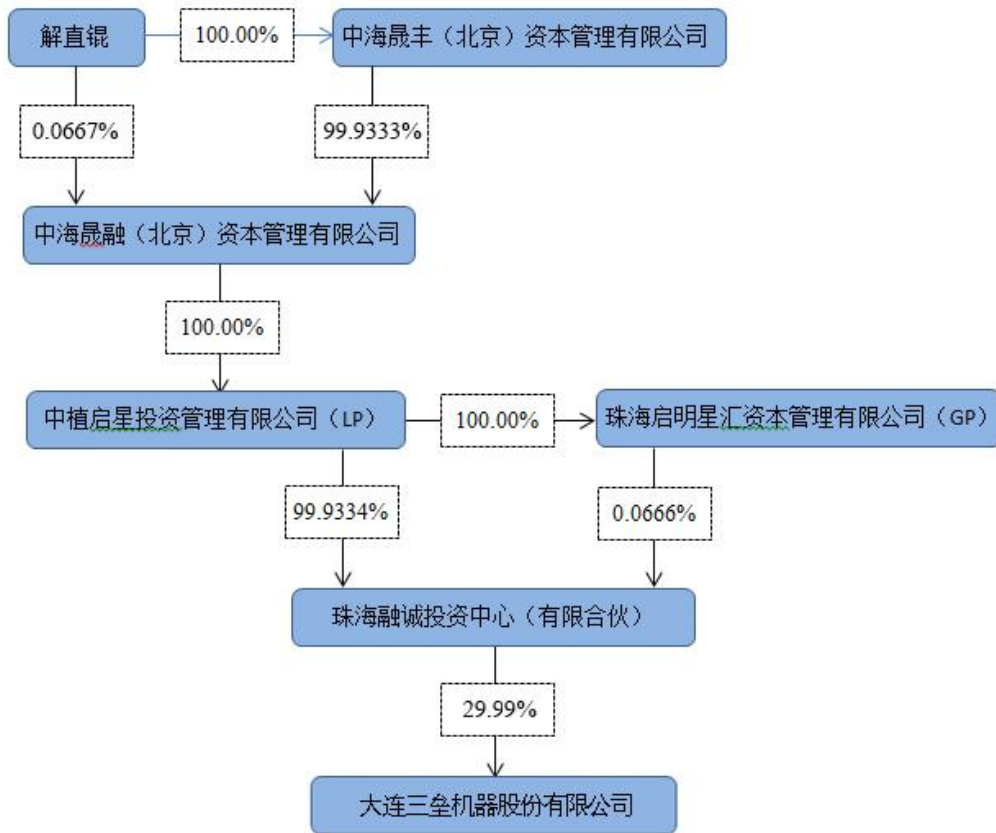 解直锟
100.00%
中海晟丰（北京）资本管理有限公司
0.0667%
99.9333%
中海晟融（北京）资本管理有限公司
100.00%
中植启星投资管理有限公司（LP）
100.00%
珠海启明星汇资本管理有限公司（GP）
99.9334%
0.0666%
珠海融诚投资中心（有限合伙）
29.99%
大连三垒机器股份有限公司